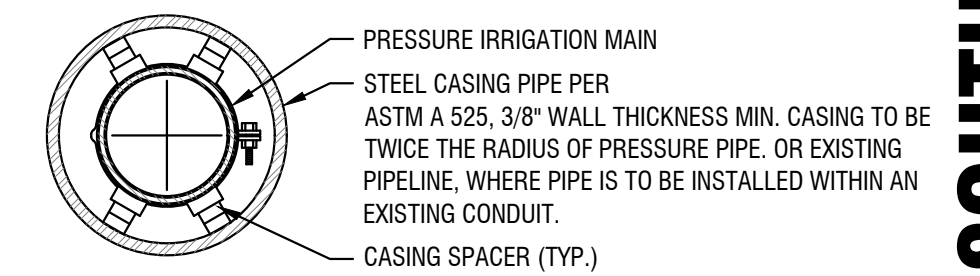 PRESSURE IRRIGATION MAIN
STEEL CASING PIPE PER
ASTM A 525, 3/8" WALL THICKNESS MIN. CASING TO BE
TWICE THE RADIUS OF PRESSURE PIPE. OR EXISTING
PIPELINE, WHERE PIPE IS TO BE INSTALLED WITHIN AN
EXISTING CONDUIT.
CASING SPACER (TYP.)